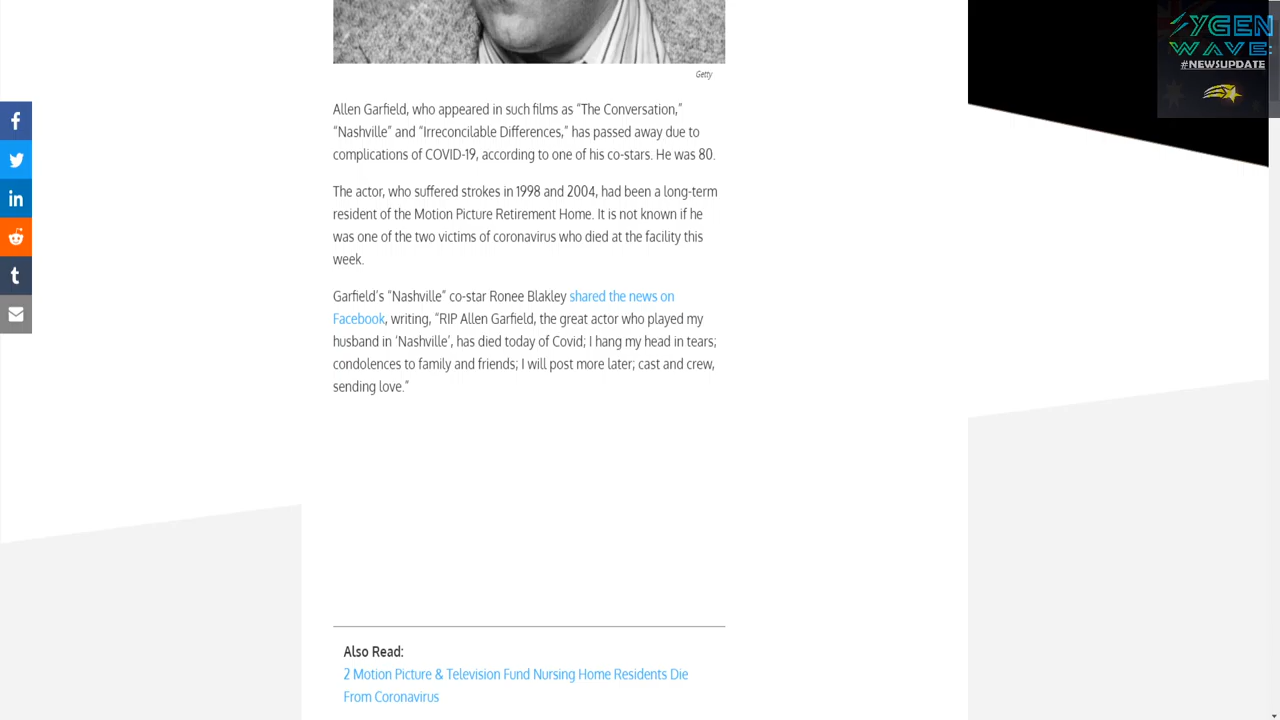 YGEN
WAVE
#NEWSUPDATE
Getty
Allen Garfield, who appeared in such films as “The Conversation,”
“Nashville” and “Irreconcilable Differences,” has passed away due to
complications of COVID-19, according to one of his co-stars. He was 80.
The actor, who suffered strokes in 1998 and 2004, had been a long-term
resident of the Motion Picture Retirement Home. It is not known if he
was one of the two victims of coronavirus who died at the facility this
week.
Garfield’s “Nashville” co-star Ronee Blakley shared the news on
Facebook, writing, “RIP Allen Garfield, the great actor who played my
husband in ‘Nashville’, has died today of Covid; I hang my head in tears;
condolences to family and friends; I will post more later; cast and crew,
sending love.”
Also Read:
2 Motion Picture & Television Fund Nursing Home Residents Die
From Coronavirus